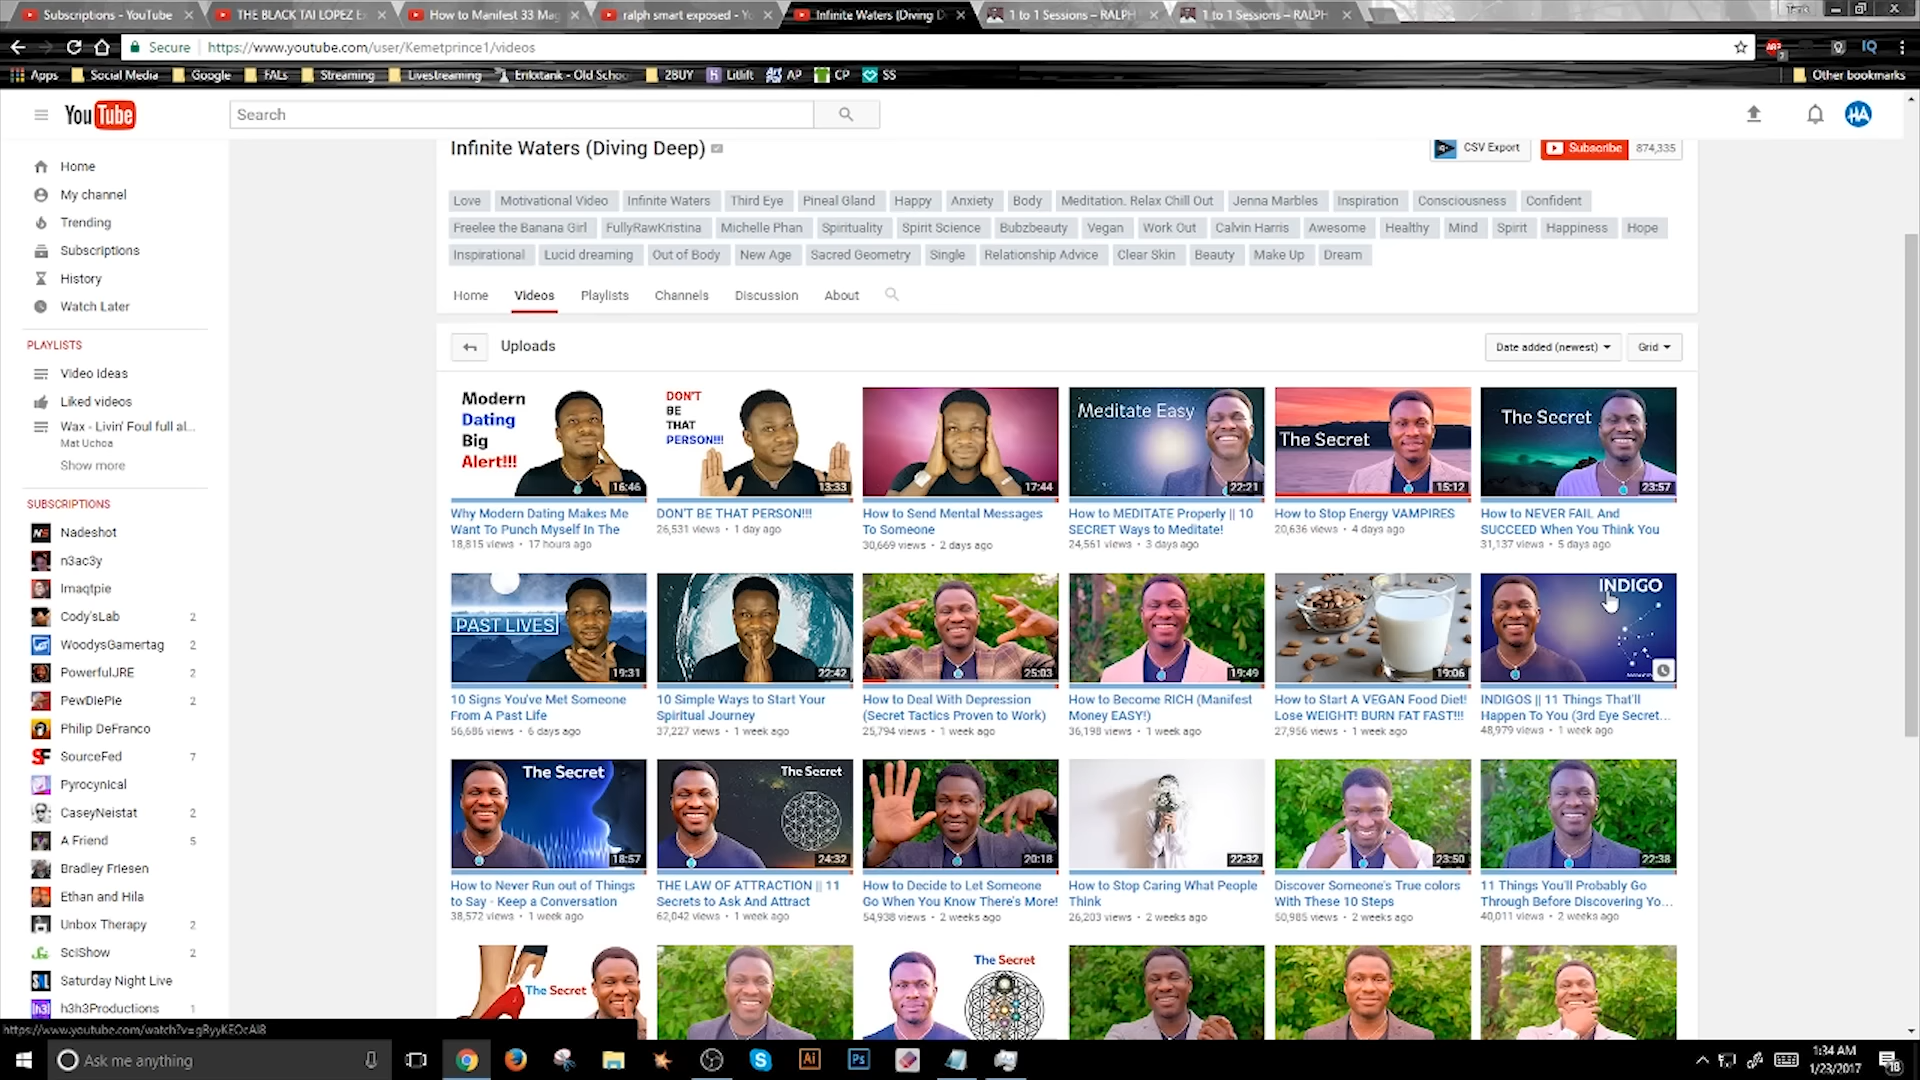 Subscriptions - YouTube
THE BLACK TAI LOPEZ E
How to Manifest 33 Mag
ralph smart exposed - Yo
Infinite Waters (Diving D
1 to 1 Sessions – RALPH
1 to 1 Sessions – RALPH
Secure
https://www.youtube.com/user/Kemetprince1/videos
Apps Social Media Google FALs Streaming Livestreaming Erikxtank - Old Schoo 2BUY Litlift AP CP SS Other bookmarks
YouTube
Search
HA
Home
My channel
Trending
Subscriptions
History
Watch Later
PLAYLISTS
Video Ideas
Liked videos
Wax - Livin' Foul full al...
Mat Uchoa
Show more
SUBSCRIPTIONS
Nadeshot
n3ac3y
Imaqtpie
Cody'sLab 2
WoodysGamertag 2
PowerfulJRE 2
PewDiePie 2
Philip DeFranco
SourceFed 7
Pyrocynical
CaseyNeistat 2
A Friend 5
Bradley Friesen
Ethan and Hila
Unbox Therapy 2
SciShow 2
Saturday Night Live
h3h3Productions 1
Infinite Waters (Diving Deep)
CSV Export
Subscribe 874,335
Love Motivational Video Infinite Waters Third Eye Pineal Gland Happy Anxiety Body Meditation. Relax Chill Out Jenna Marbles Inspiration Consciousness Confident
Freelee the Banana Girl FullyRawKristina Michelle Phan Spirituality Spirit Science Bubzbeauty Vegan Work Out Calvin Harris Awesome Healthy Mind Spirit Happiness Hope
Inspirational Lucid dreaming Out of Body New Age Sacred Geometry Single Relationship Advice Clear Skin Beauty Make Up Dream
Home Videos Playlists Channels Discussion About
Uploads
Date added (newest)
Grid
Modern
Dating
Big
Alert!!!
16:46
Why Modern Dating Makes Me
Want To Punch Myself In The
18,815 views • 17 hours ago
DON'T
BE
THAT
PERSON!!!
13:33
DON'T BE THAT PERSON!!!
26,531 views • 1 day ago
17:44
How to Send Mental Messages
To Someone
30,669 views • 2 days ago
Meditate Easy
22:21
How to MEDITATE Properly || 10
SECRET Ways to Meditate!
24,561 views • 3 days ago
The Secret
15:12
How to Stop Energy VAMPIRES
20,636 views • 4 days ago
The Secret
23:57
How to NEVER FAIL And
SUCCEED When You Think You
31,137 views • 5 days ago
PAST LIVES
19:31
10 Signs You've Met Someone
From A Past Life
56,686 views • 6 days ago
22:42
10 Simple Ways to Start Your
Spiritual Journey
37,227 views • 1 week ago
25:03
How to Deal With Depression
(Secret Tactics Proven to Work)
25,794 views • 1 week ago
19:49
How to Become RICH (Manifest
Money EASY!)
36,198 views • 1 week ago
19:06
How to Start A VEGAN Food Diet!
Lose WEIGHT! BURN FAT FAST!!!
27,956 views • 1 week ago
INDIGO
INDIGOS || 11 Things That'll
Happen To You (3rd Eye Secret...
48,979 views • 1 week ago
The Secret
18:57
How to Never Run out of Things
to Say - Keep a Conversation
38,572 views • 1 week ago
The Secret
24:32
THE LAW OF ATTRACTION || 11
Secrets to Ask And Attract
62,042 views • 1 week ago
20:18
How to Decide to Let Someone
Go When You Know There's More!
54,938 views • 2 weeks ago
22:32
How to Stop Caring What People
Think
26,203 views • 2 weeks ago
23:50
Discover Someone's True colors
With These 10 Steps
50,985 views • 2 weeks ago
22:38
11 Things You'll Probably Go
Through Before Discovering Yo...
40,011 views • 2 weeks ago
The Secret
The Secret
https://www.youtube.com/watch?v=gRyyKEOcAl8
Ask me anything
1:34 AM
1/23/2017
18